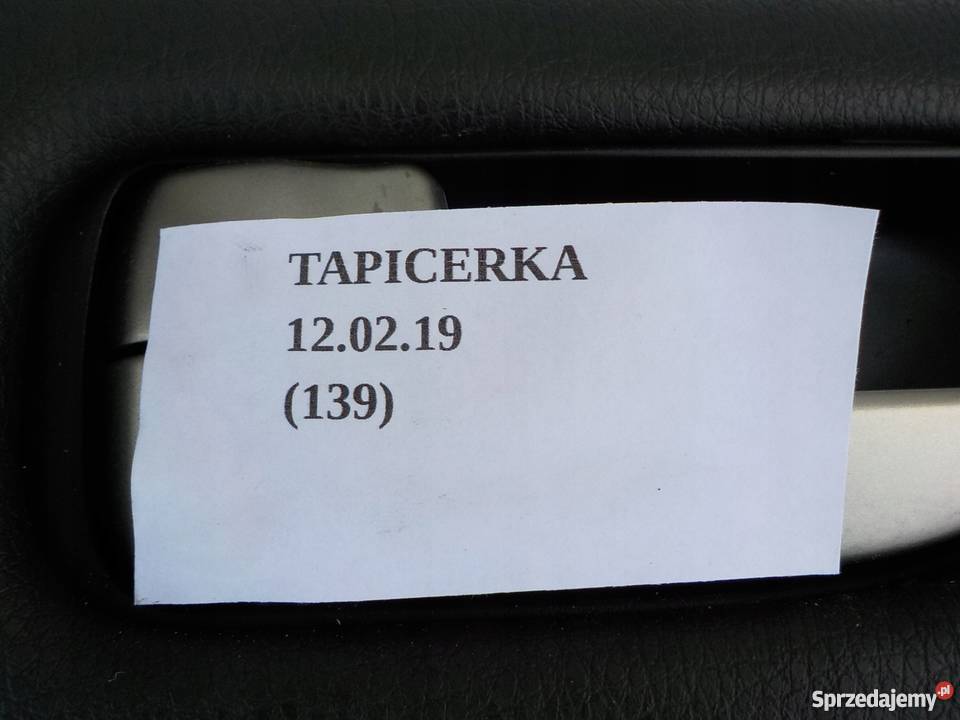 TAPICERKA
12.02.19
(139)
Sprzedajemy.pl